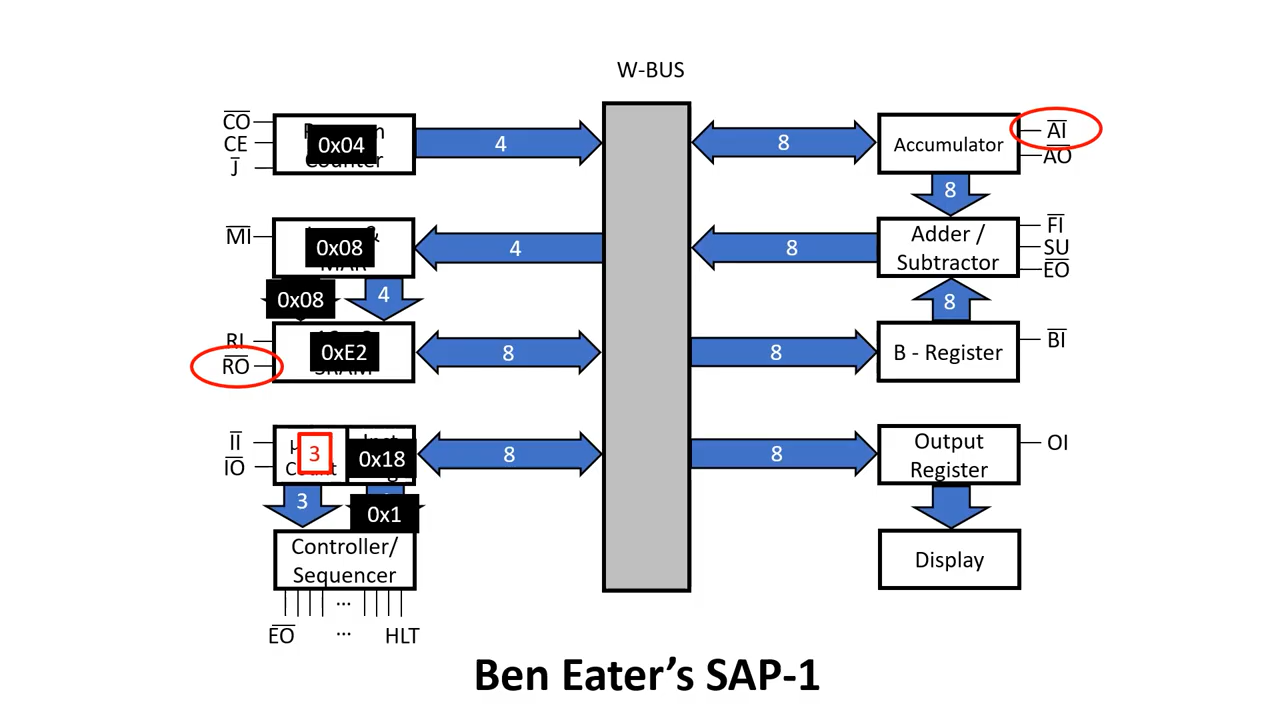 W-BUS
CO
CE
J
0x04
4
8
Accumulator
AI
AO
8
MI
0x08
4
8
Adder /
Subtractor
FI
SU
EO
0x08
4
8
RI
RO
0xE2
8
8
B - Register
BI
II
IO
3
0x18
8
8
Output
Register
OI
3
0x1
Controller/
Sequencer
Display
...
EO
...
HLT
Ben Eater's SAP-1